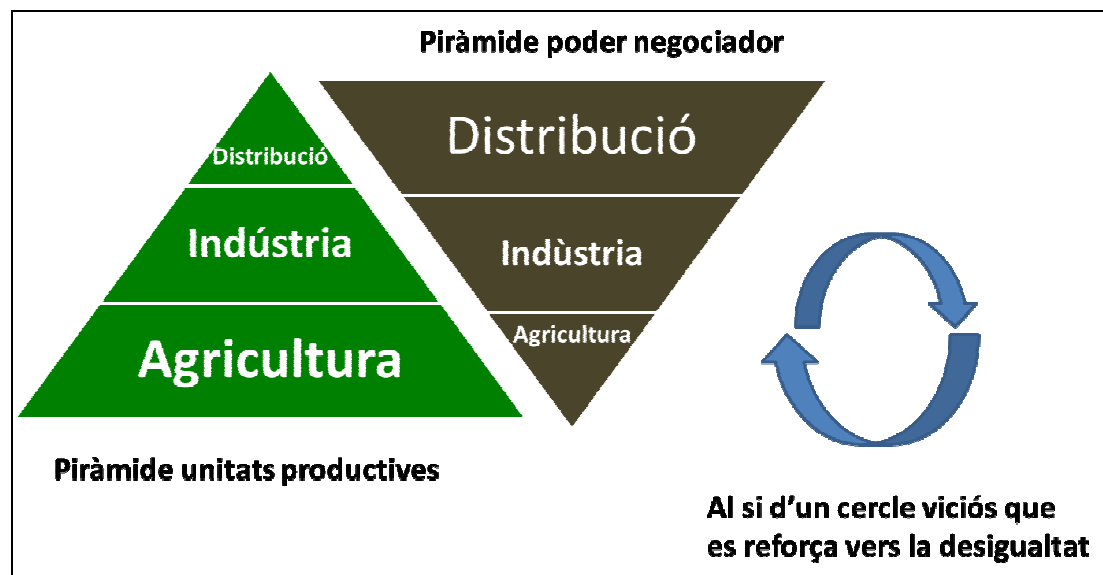 Piràmide poder negociador
Distribució
Indústria
Agricultura
Distribució
Indùstria
Agricultura
Piràmide unitats productives
Al si d'un cercle viciós que
es reforça vers la desigualtat